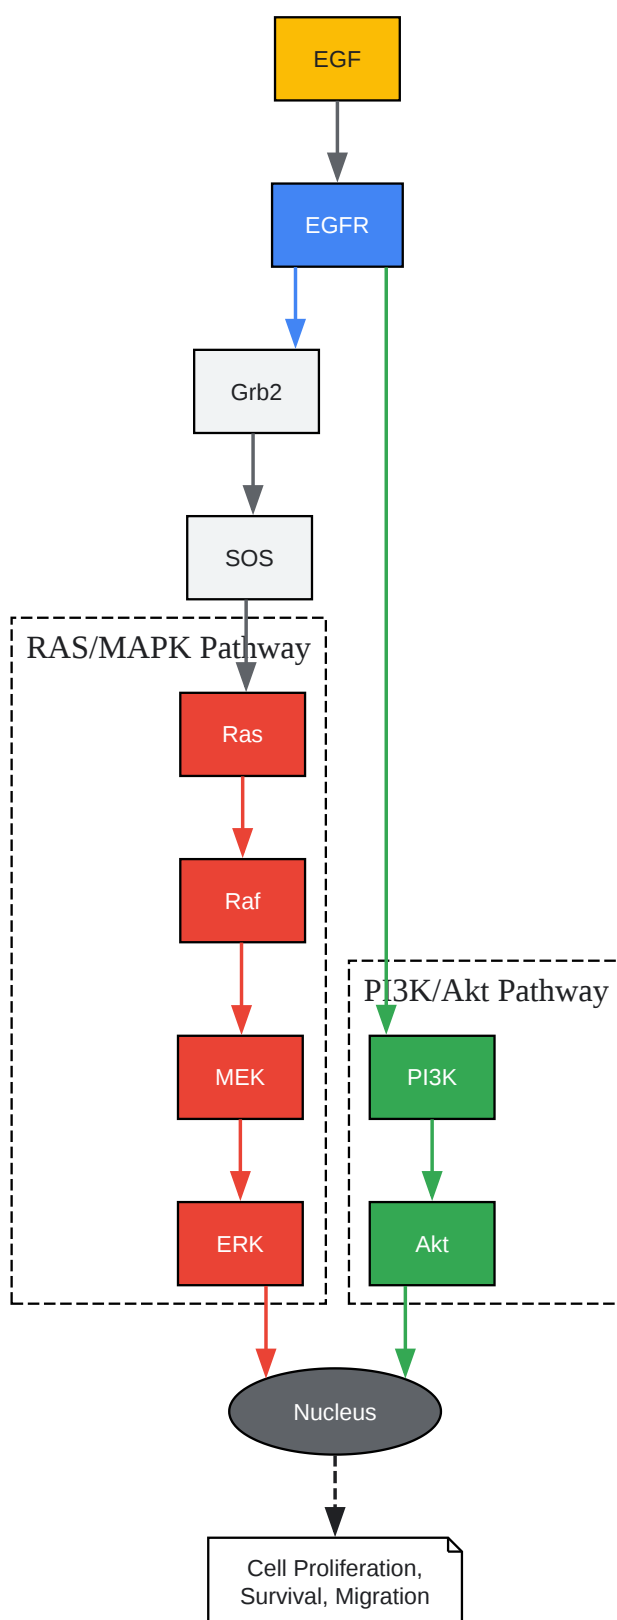 EGF
EGFR
Grb2
SOS
RAS/MAPK Pathway
Ras
Raf
PI3K/Akt Pathway
MEK
PI3K
ERK
Akt
Nucleus
Cell Proliferation,
Survival, Migration